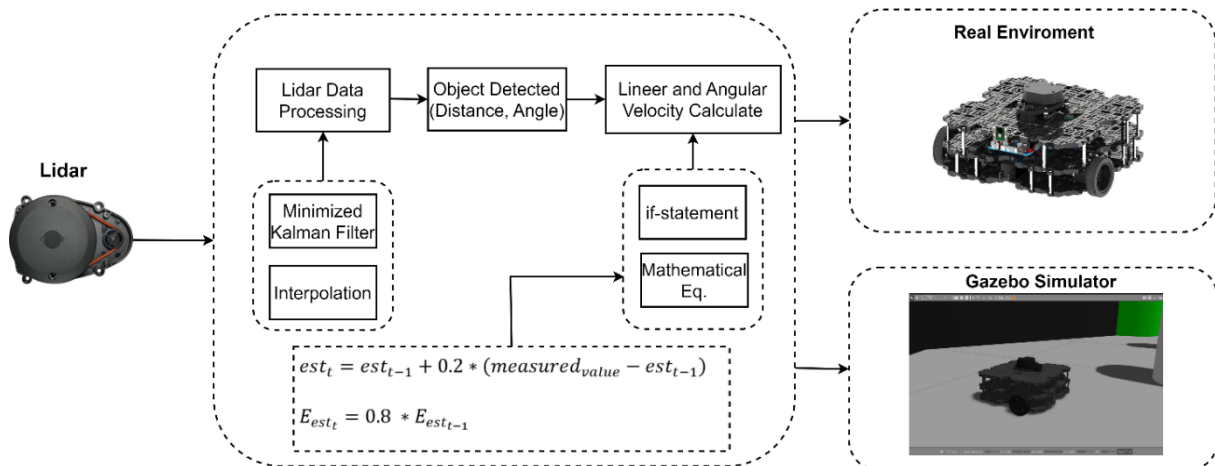 Lidar
Lidar Data
Processing
Object Detected
(Distance, Angle)
Lineer and Angular
Velocity Calculate
Minimized
Kalman Filter
Interpolation
if-statement
Mathematical
Eq.
est_t = est_{t−1} + 0.2 * (measured_{value} − est_{t−1})
E_{est_t} = 0.8 * E_{est_{t−1}}
Real Enviroment
Gazebo Simulator